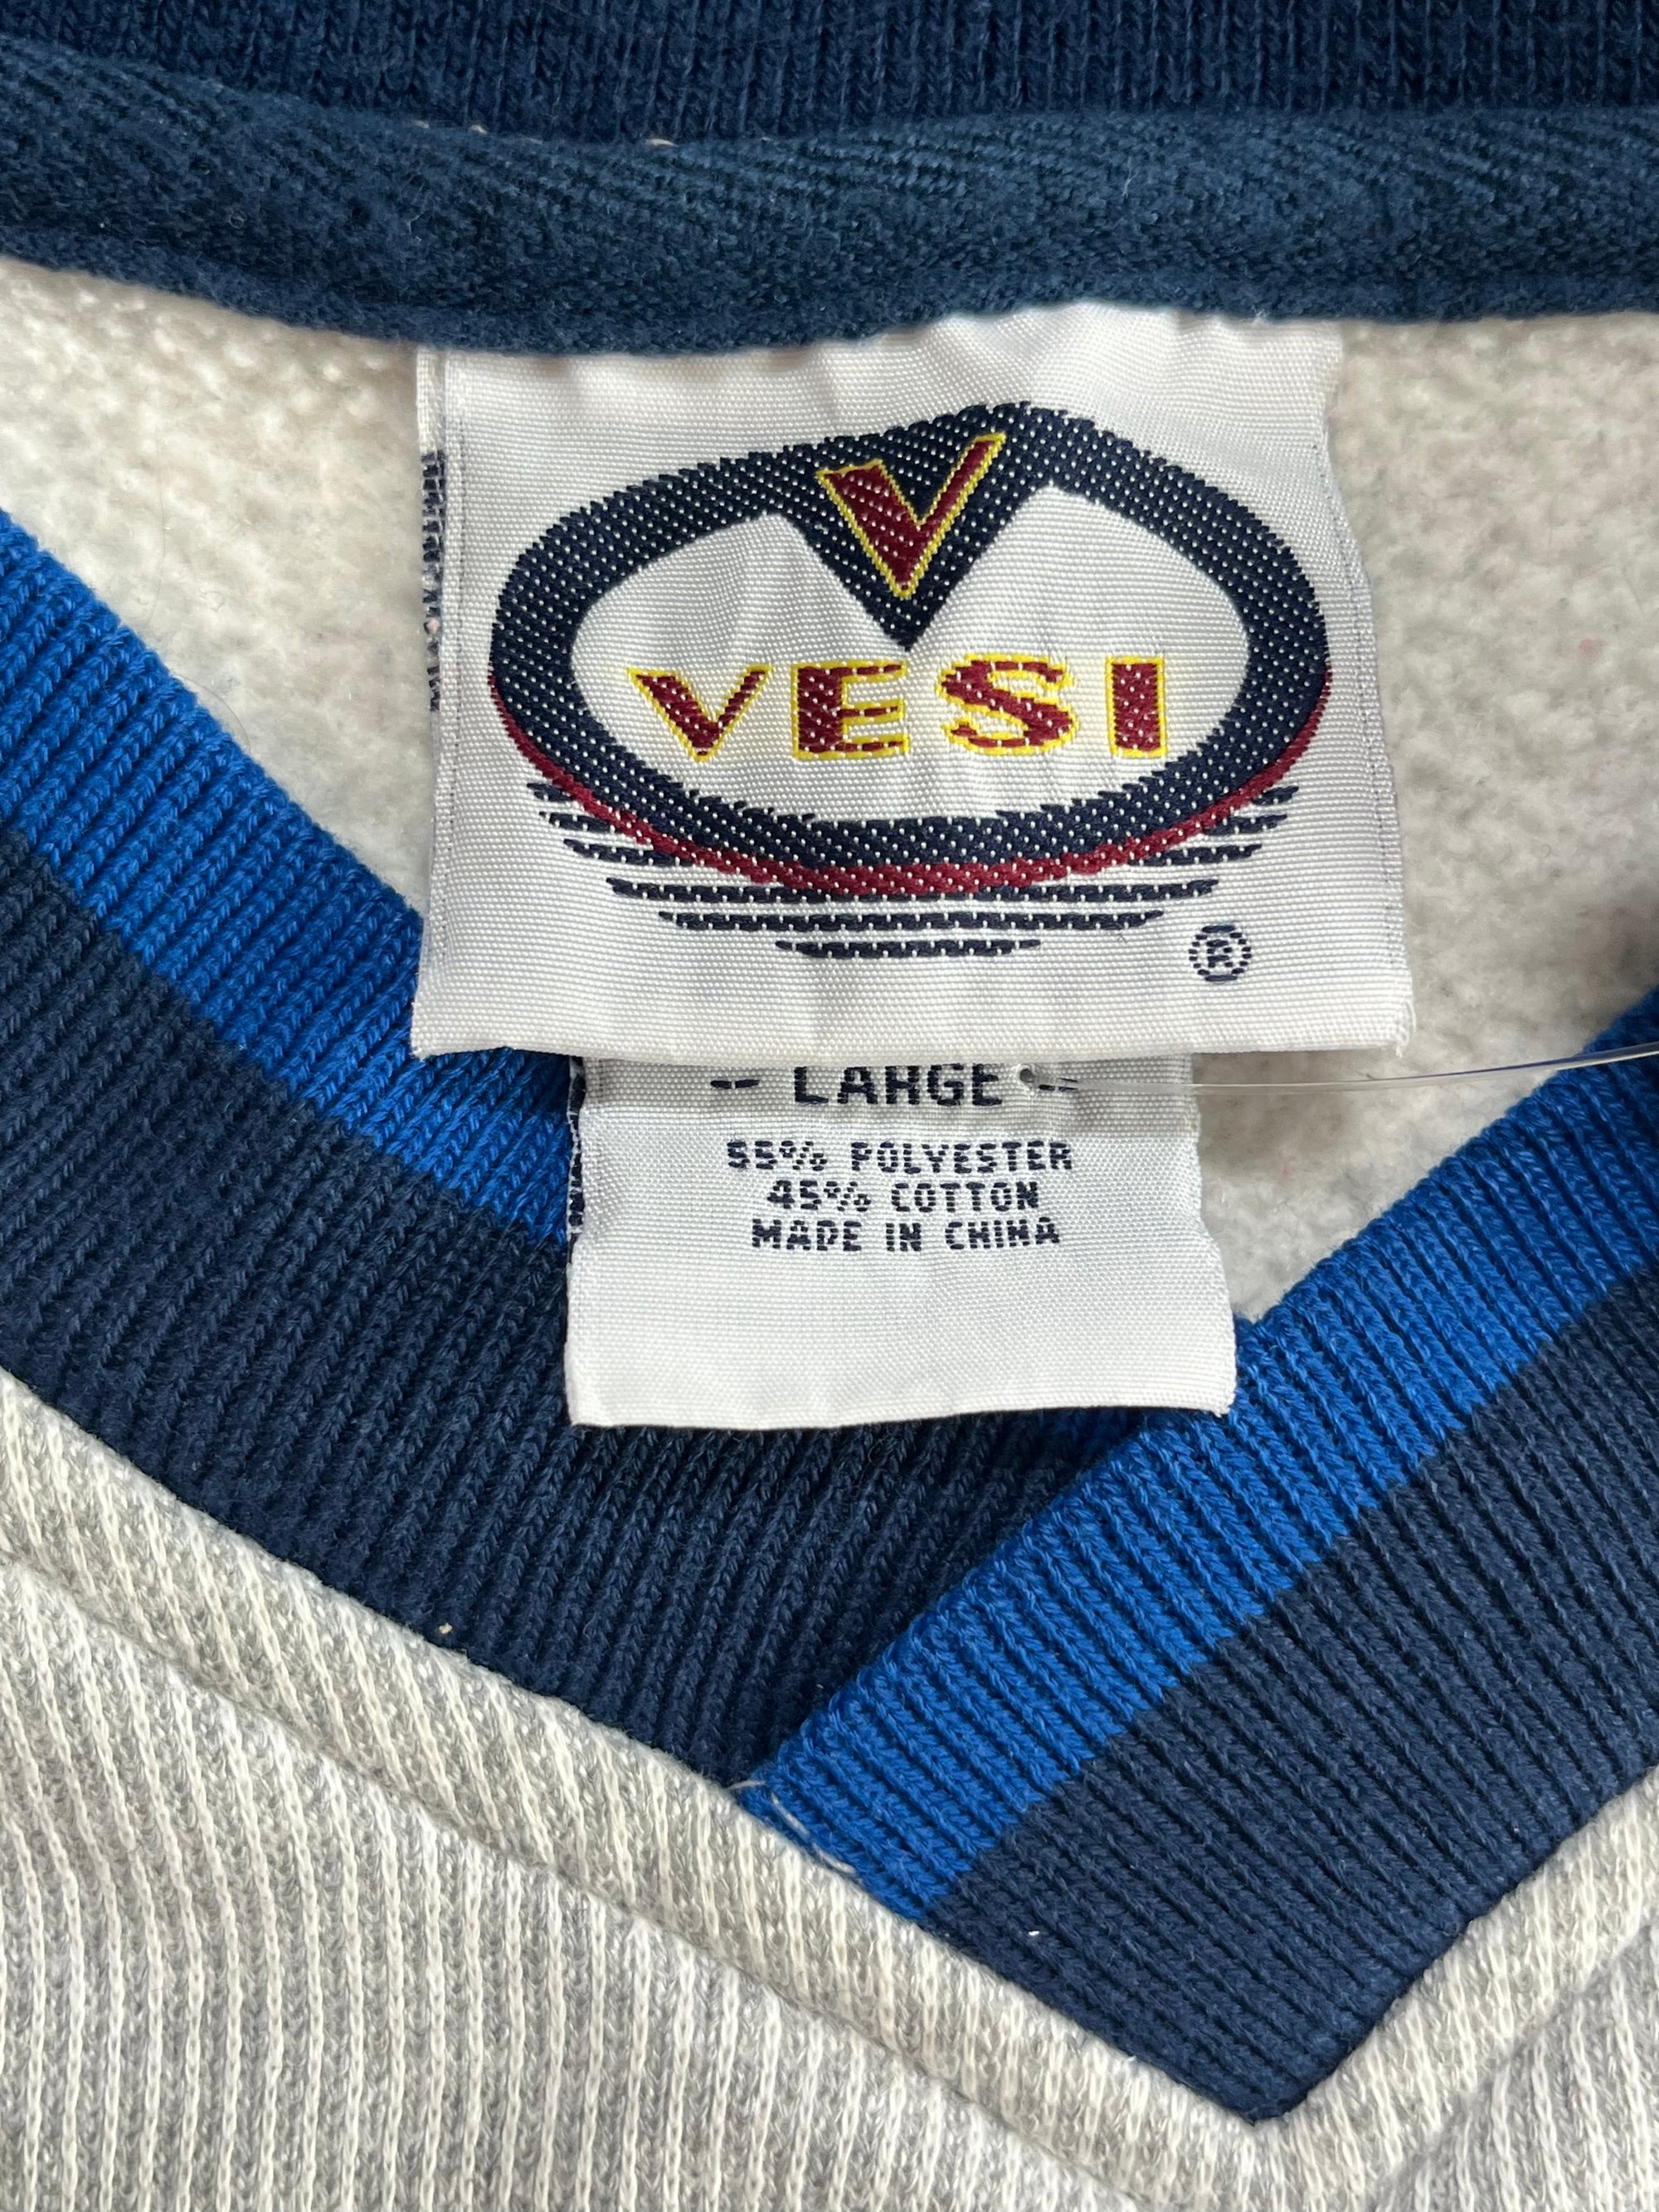 V
VESI
®
-- LARGE --
55% POLYESTER
45% COTTON
MADE IN CHINA